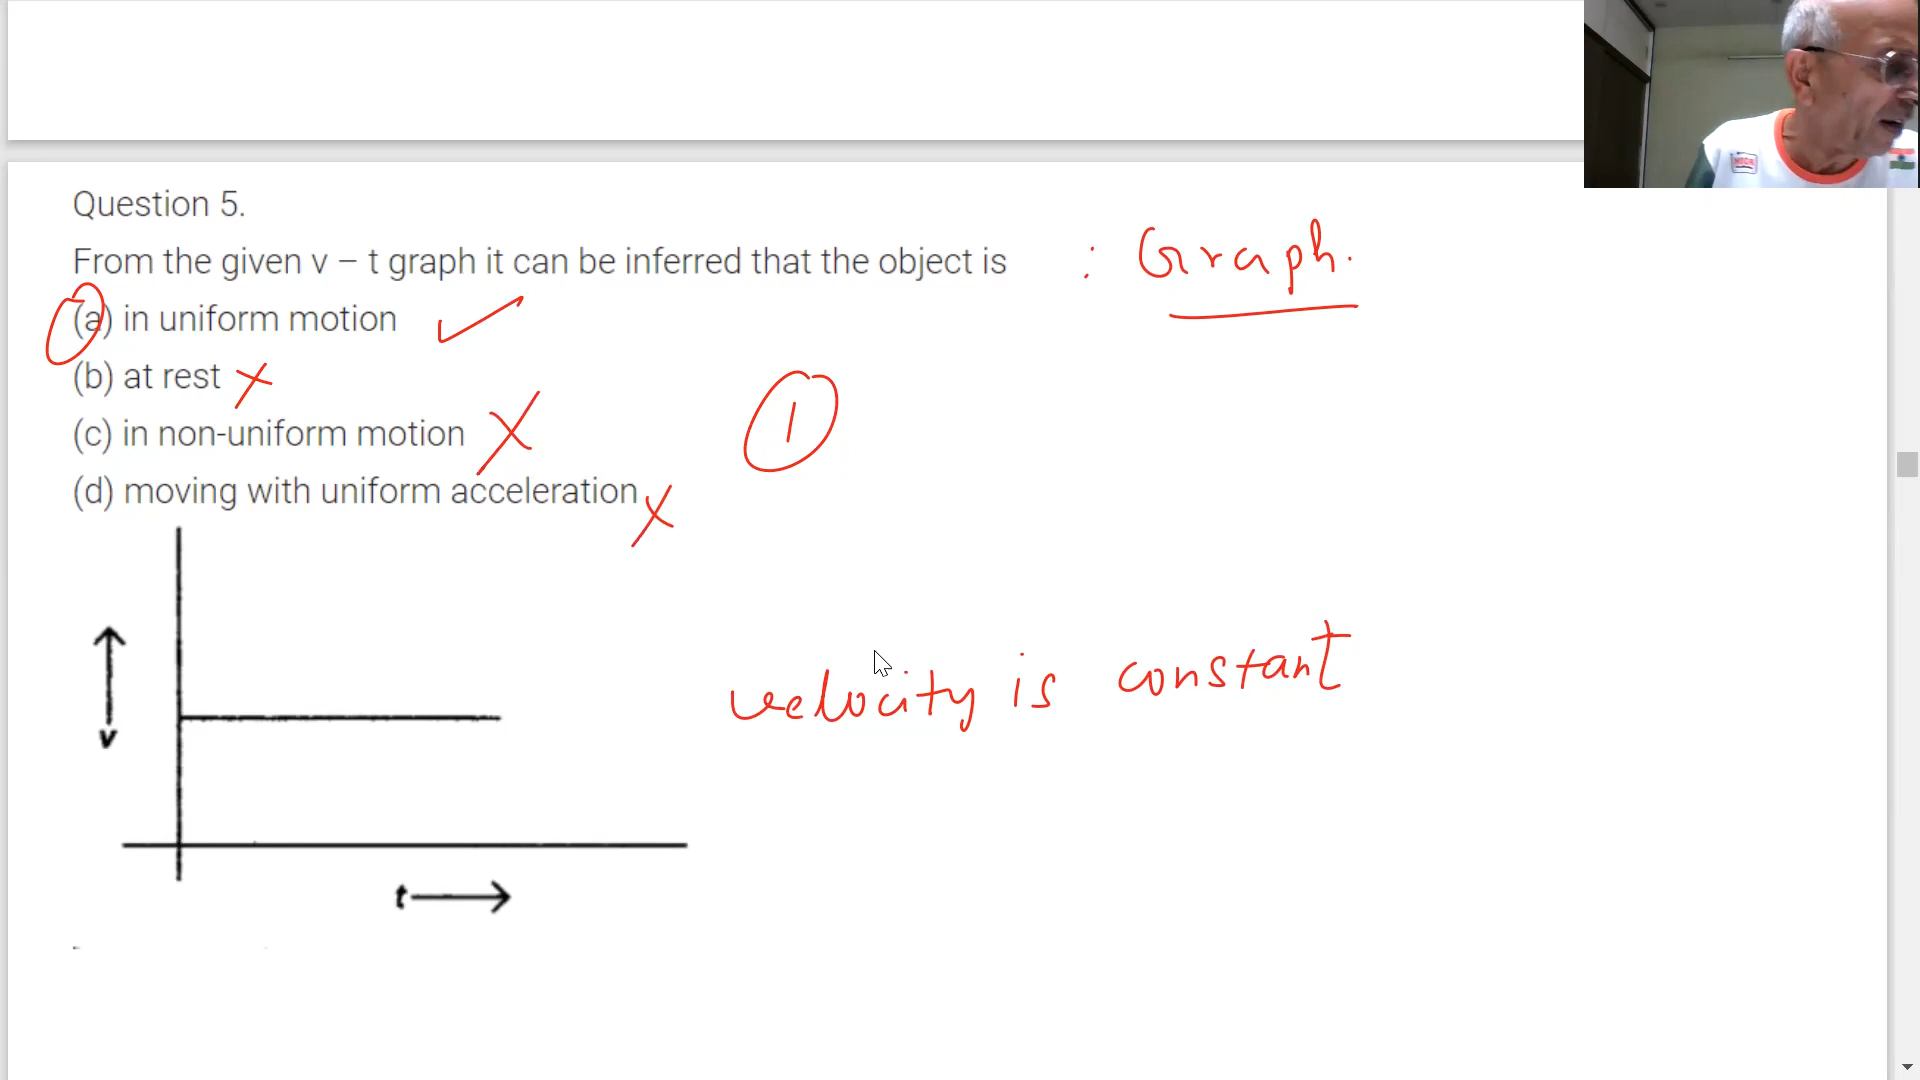 Question 5.
From the given v – t graph it can be inferred that the object is : Graph.
(a) in uniform motion
(b) at rest
(c) in non-uniform motion
1
(d) moving with uniform acceleration
velocity is constant
v
t